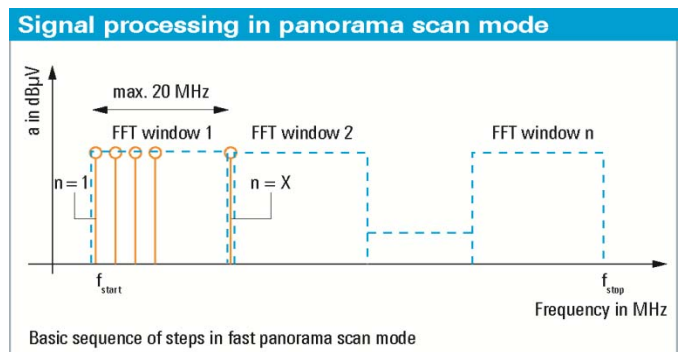 Signal processing in panorama scan mode
a in dBµV
max. 20 MHz
FFT window 1
FFT window 2
FFT window n
n = 1
n = X
fstart
fstop
Frequency in MHz
Basic sequence of steps in fast panorama scan mode